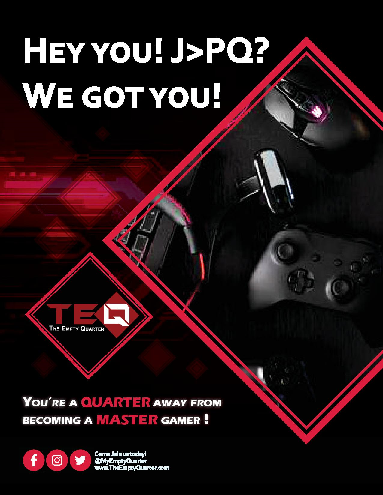 HEY YOU! J>PQ?
WE GOT YOU!
TEQ
THE EMPTY QUARTER
YOU'RE A QUARTER AWAY FROM
BECOMING A MASTER GAMER !
Come Join us today!
@MyEmptyQuarter
www.TheEmptyQuarter.com